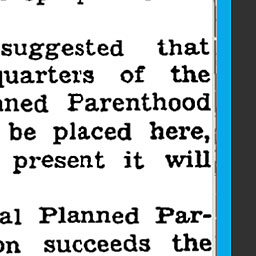 suggested that
quarters of the
nned Parenthood
be placed here,
present it will
al Planned Par-
on succeeds the